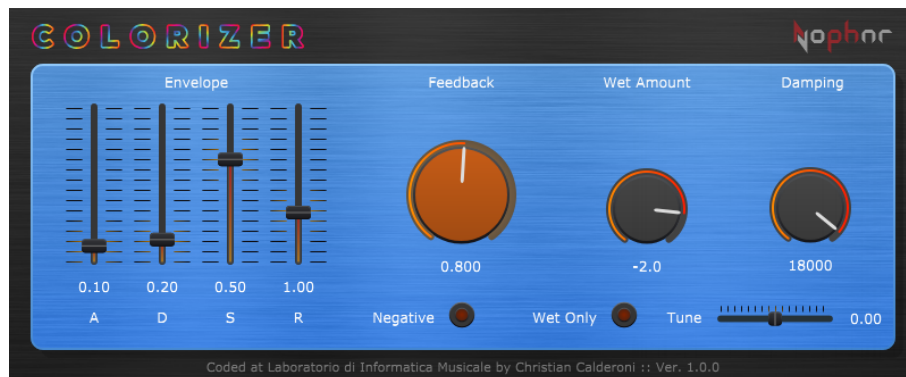 COLORIZER
Nophor
Envelope Feedback Wet Amount Damping
0.800 -2.0 18000
0.10 0.20 0.50 1.00
A D S R Negative Wet Only Tune 0.00
Coded at Laboratorio di Informatica Musicale by Christian Calderoni :: Ver. 1.0.0